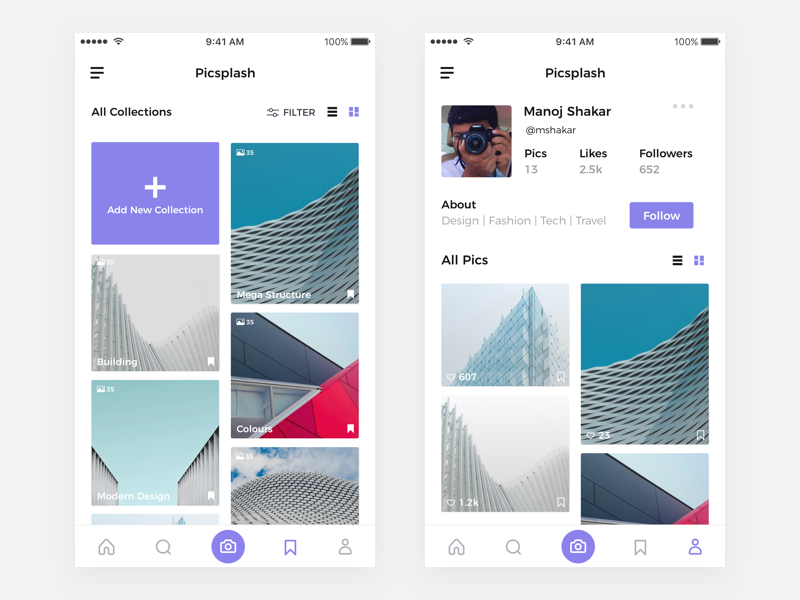 9:41 AM
100%
Picsplash
All Collections
FILTER
Add New Collection
35
Mega Structure
35
Building
35
Colours
35
Modern Design
35
9:41 AM
100%
Picsplash
Manoj Shakar
@mshakar
Pics Likes Followers
13 2.5k 652
About
Design | Fashion | Tech | Travel
Follow
All Pics
607
23
1.2k